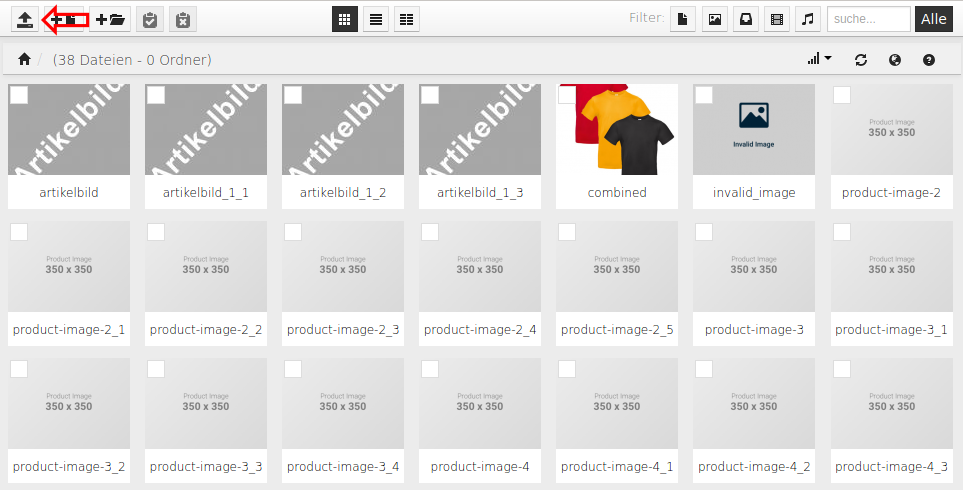 Filter: suche... Alle
(38 Dateien - 0 Ordner)
Artikelbild Artikelbild Artikelbild Artikelbild Invalid Image Product Image
350 x 350
artikelbild artikelbild_1_1 artikelbild_1_2 artikelbild_1_3 combined invalid_image product-image-2
Product Image Product Image Product Image Product Image Product Image Product Image Product Image
350 x 350 350 x 350 350 x 350 350 x 350 350 x 350 350 x 350 350 x 350
product-image-2_1 product-image-2_2 product-image-2_3 product-image-2_4 product-image-2_5 product-image-3 product-image-3_1
Product Image Product Image Product Image Product Image Product Image Product Image Product Image
350 x 350 350 x 350 350 x 350 350 x 350 350 x 350 350 x 350 350 x 350
product-image-3_2 product-image-3_3 product-image-3_4 product-image-4 product-image-4_1 product-image-4_2 product-image-4_3